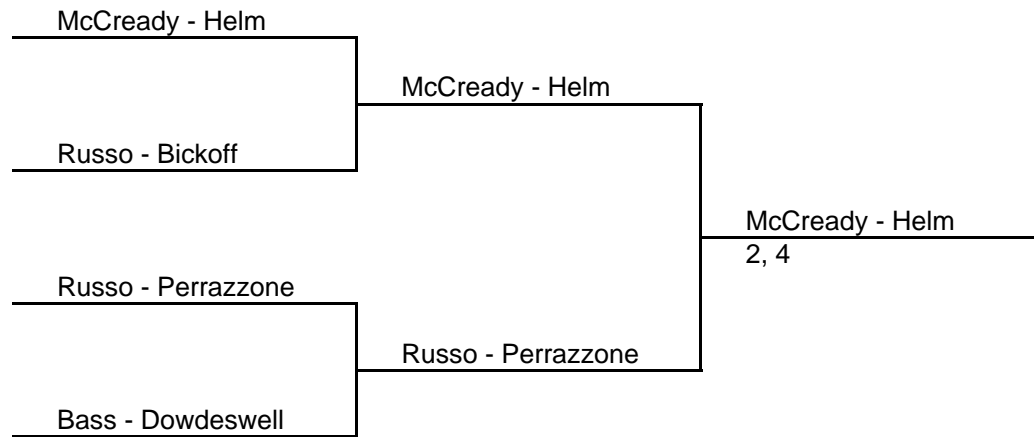 McCready - Helm
McCready - Helm
Russo - Bickoff
McCready - Helm
2, 4
Russo - Perrazzone
Russo - Perrazzone
Bass - Dowdeswell